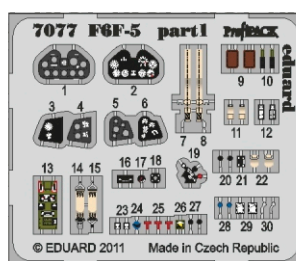 7077 F6F-5 part1 ProfiPACK
eduard
1 2 9 10
3 4 5 6 7 8 11 12
13 14 15 16 17 18 19 20 21 22
23 24 25 25 26 27 28 29 30
© EDUARD 2011 Made in Czech Republic